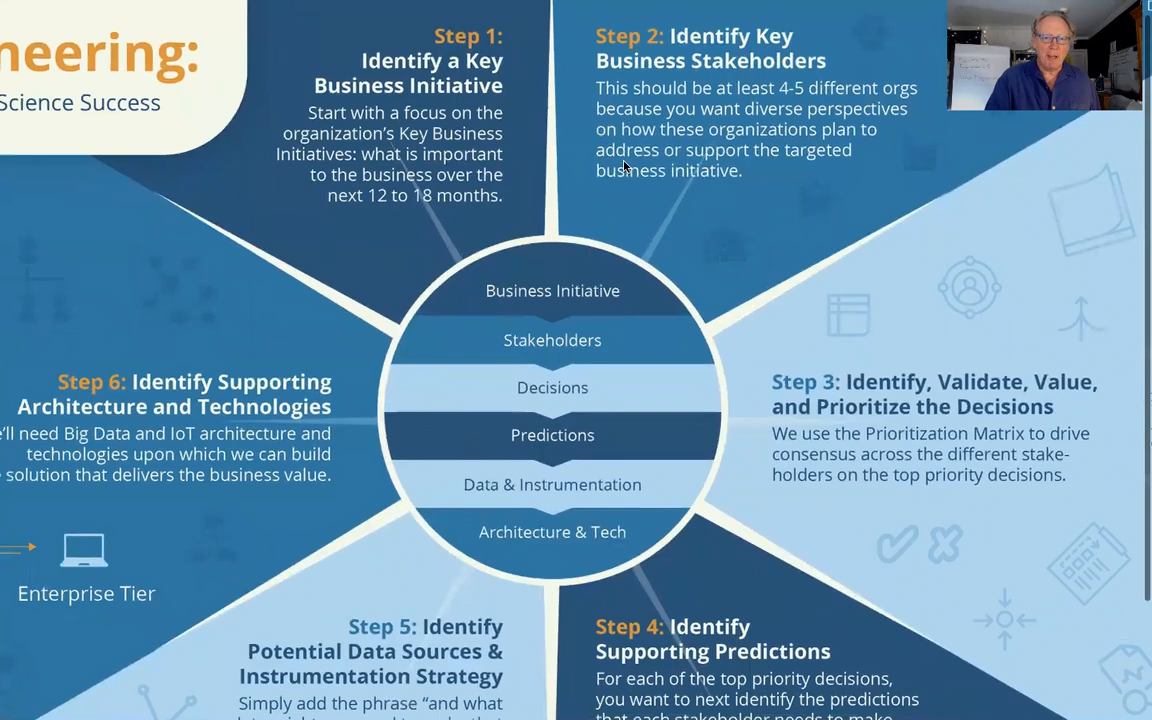 neering:
Science Success
Step 1:
Identify a Key
Business Initiative
Start with a focus on the
organization’s Key Business
Initiatives: what is important
to the business over the
next 12 to 18 months.
Step 2: Identify Key
Business Stakeholders
This should be at least 4-5 different orgs
because you want diverse perspectives
on how these organizations plan to
address or support the targeted
business initiative.
Business Initiative
Stakeholders
Decisions
Predictions
Data & Instrumentation
Architecture & Tech
Step 3: Identify, Validate, Value,
and Prioritize the Decisions
We use the Prioritization Matrix to drive
consensus across the different stake-
holders on the top priority decisions.
Step 6: Identify Supporting
Architecture and Technologies
e’ll need Big Data and IoT architecture and
technologies upon which we can build
solution that delivers the business value.
Enterprise Tier
Step 5: Identify
Potential Data Sources &
Instrumentation Strategy
Simply add the phrase “and what
Step 4: Identify
Supporting Predictions
For each of the top priority decisions,
you want to next identify the predictions
that each stakeholder needs to make